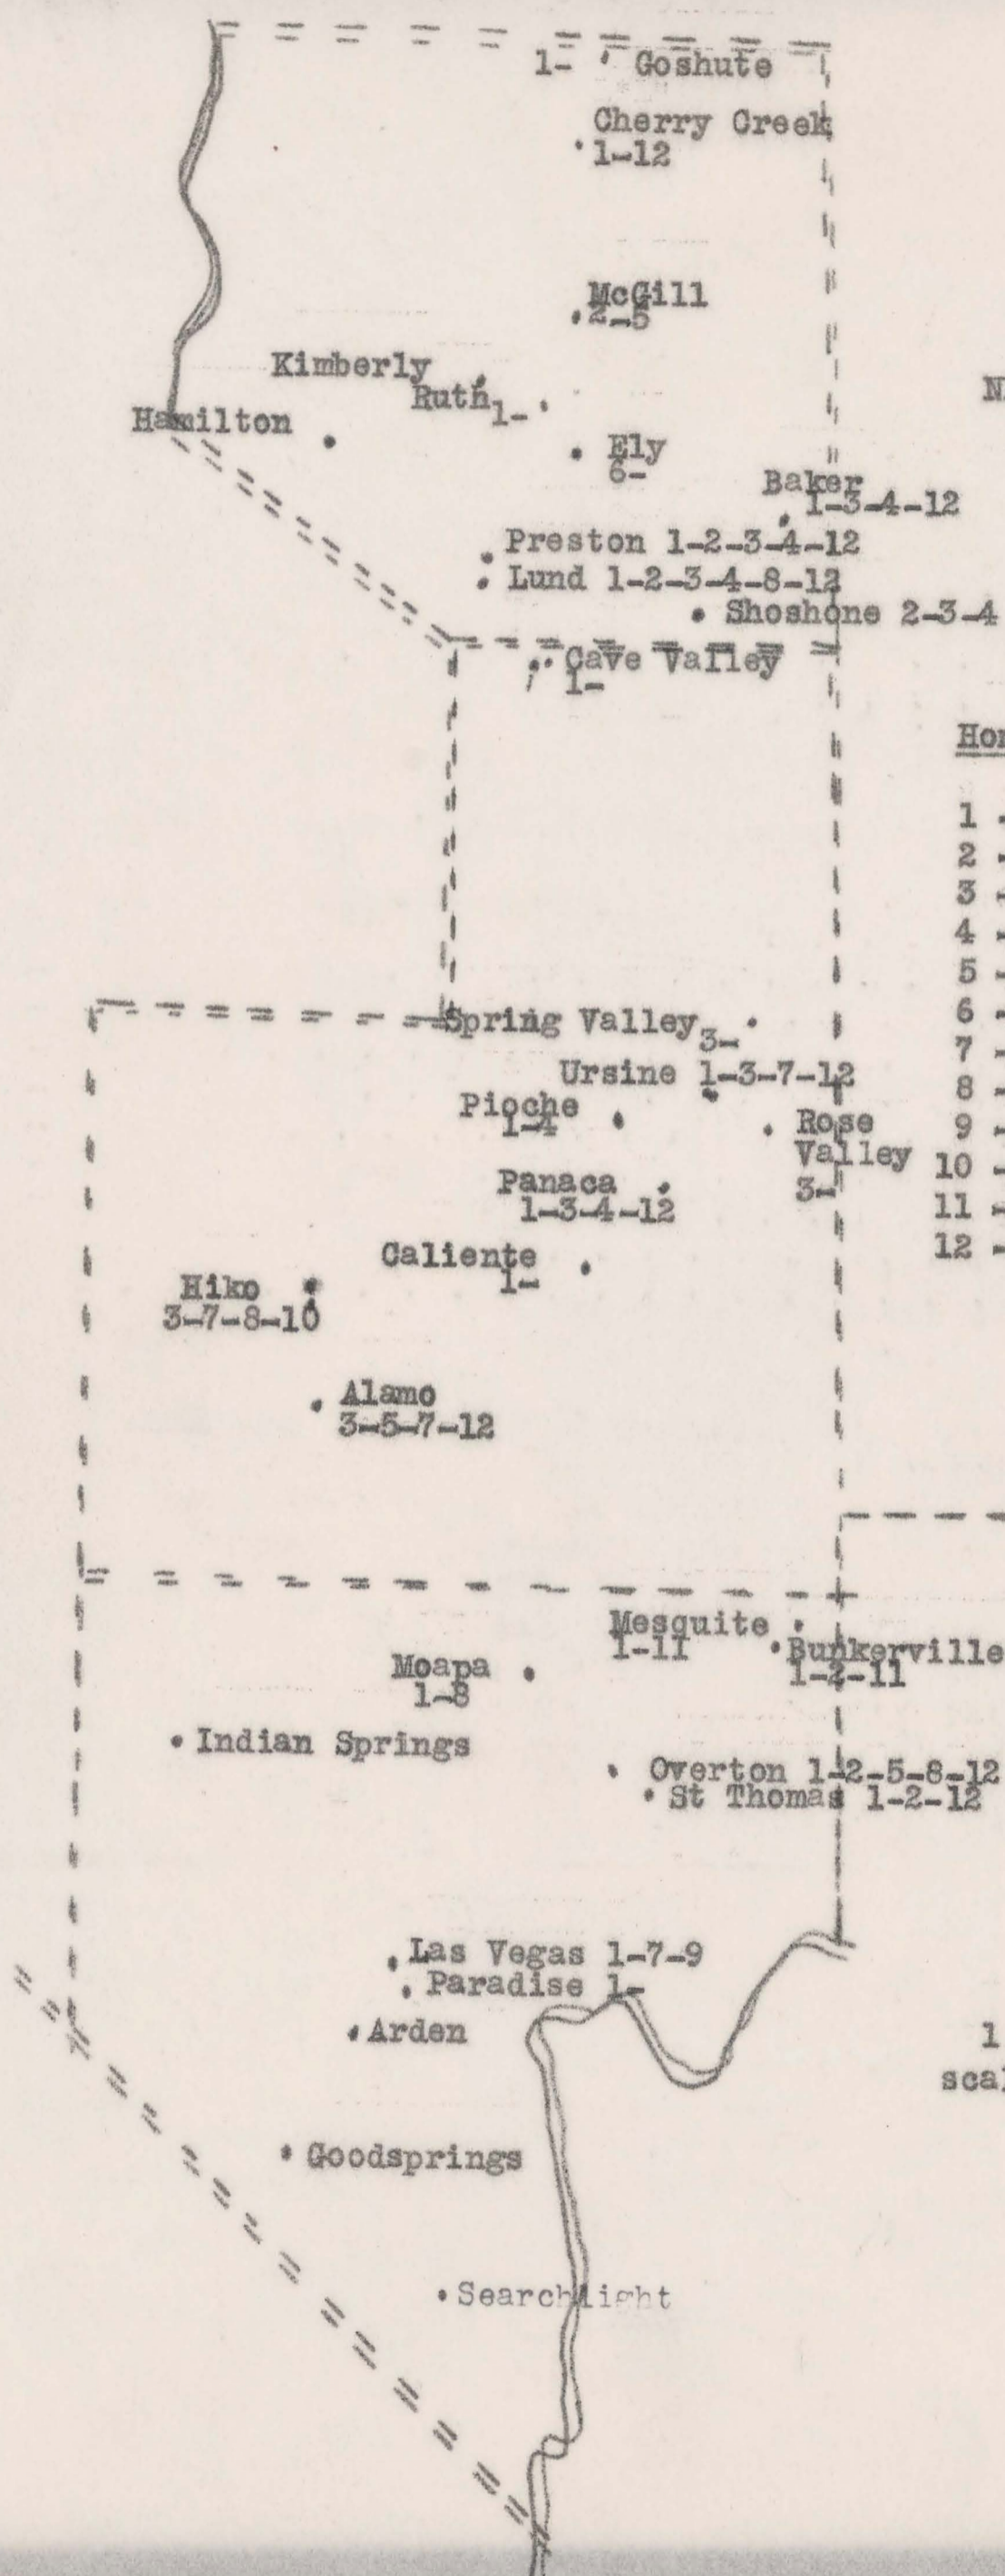 1- Goshute
Cherry Creek
1-12
McGill
2-5
Kimberly
Ruth 1-
Hamilton
Ely
6-
Baker
1-3-4-12
Preston 1-2-3-4-12
Lund 1-2-3-4-8-12
Shoshone 2-3-4
Cave Valley
1-
Spring Valley 3-
Ursine 1-3-7-12
Pioche
1-4
Rose
Valley
3-
Panaca
1-3-4-12
Caliente
1-
Hiko
3-7-8-10
Alamo
3-5-7-12
1
2
3
4
5
6
7
8
9
10
11
12
Mesquite
1-11
Bunkerville
1-2-11
Moapa
1-8
Indian Springs
Overton 1-2-5-8-12
St Thomas 1-2-12
Las Vegas 1-7-9
Paradise 1-
Arden
1
Goodsprings
Searchlight